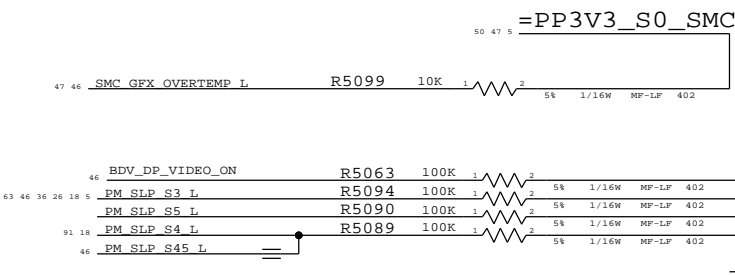 =PP3V3_S0_SMC
50 47 5
47 46 SMC_GFX_OVERTEMP_L R5099 10K 1 2
5% 1/16W MF-LF 402
46 BDV_DP_VIDEO_ON R5063 100K 1 2
5% 1/16W MF-LF 402
63 46 36 26 18 5 PM_SLP_S3_L R5094 100K 1 2
5% 1/16W MF-LF 402
PM_SLP_S5_L R5090 100K 1 2
5% 1/16W MF-LF 402
91 18 PM_SLP_S4_L R5089 100K 1 2
5% 1/16W MF-LF 402
46 PM_SLP_S45_L